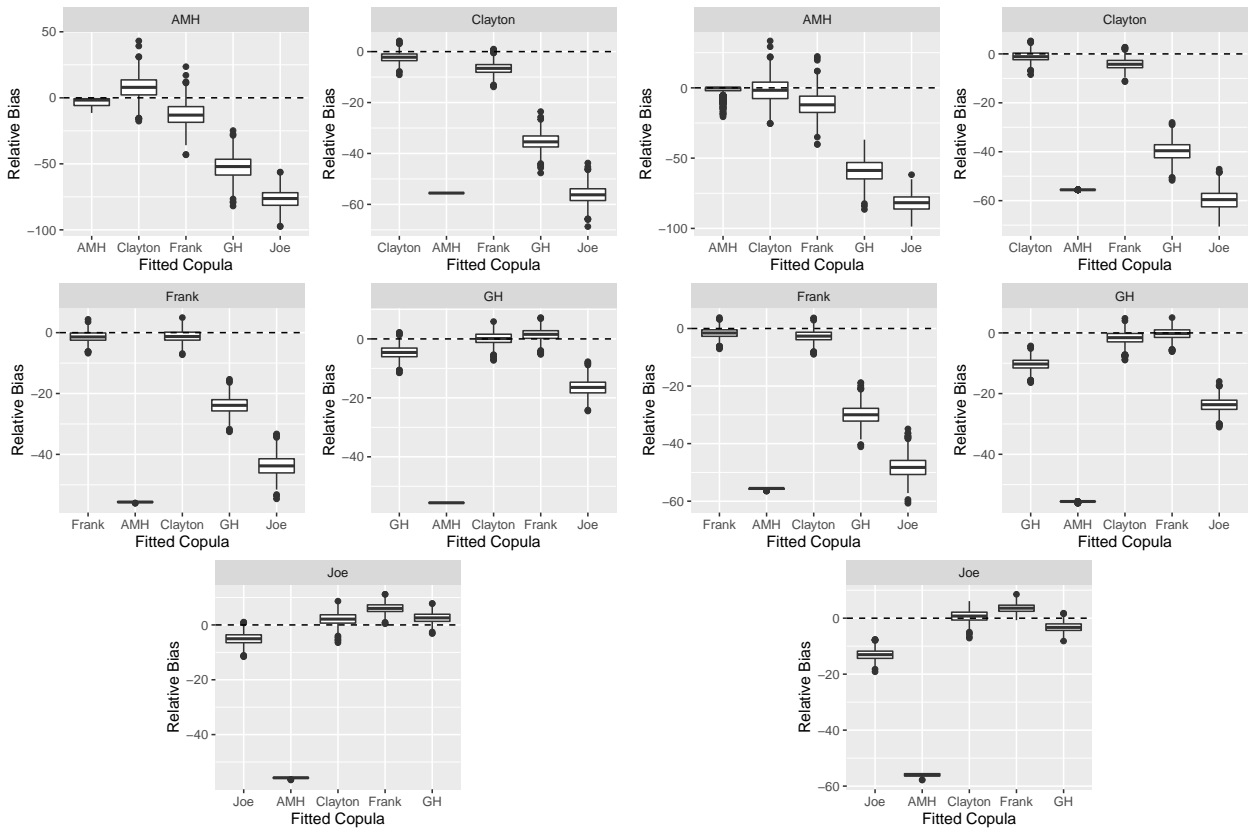 AMH
Clayton
AMH
Clayton
Relative Bias
50
0
−50
−100
Relative Bias
0
−20
−40
−60
Relative Bias
0
−50
−100
Relative Bias
0
−20
−40
−60
AMH Clayton Frank GH Joe
Clayton AMH Frank GH Joe
AMH Clayton Frank GH Joe
Clayton AMH Frank GH Joe
Fitted Copula
Fitted Copula
Fitted Copula
Fitted Copula
Frank
GH
Frank
GH
Relative Bias
0
−20
−40
Relative Bias
0
−20
−40
Relative Bias
0
−20
−40
−60
Relative Bias
0
−20
−40
Frank AMH Clayton GH Joe
GH AMH Clayton Frank Joe
Frank AMH Clayton GH Joe
GH AMH Clayton Frank Joe
Fitted Copula
Fitted Copula
Fitted Copula
Fitted Copula
Joe
Joe
Relative Bias
0
−20
−40
Relative Bias
0
−20
−40
−60
Joe AMH Clayton Frank GH
Joe AMH Clayton Frank GH
Fitted Copula
Fitted Copula